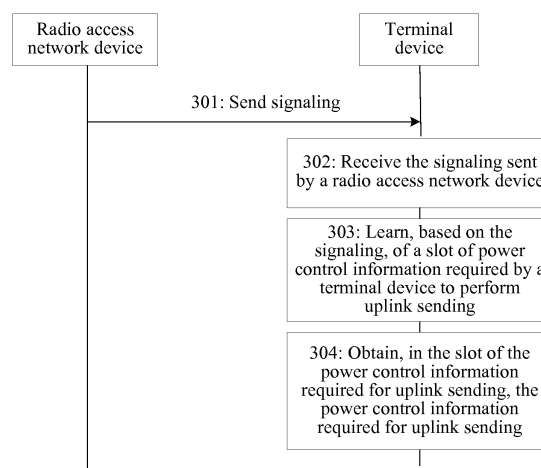 Radio access
network device
Terminal
device
301: Send signaling
302: Receive the signaling sent
by a radio access network device
303: Learn, based on the
signaling, of a slot of power
control information required by a
terminal device to perform
uplink sending
304: Obtain, in the slot of the
power control information
required for uplink sending, the
power control information
required for uplink sending